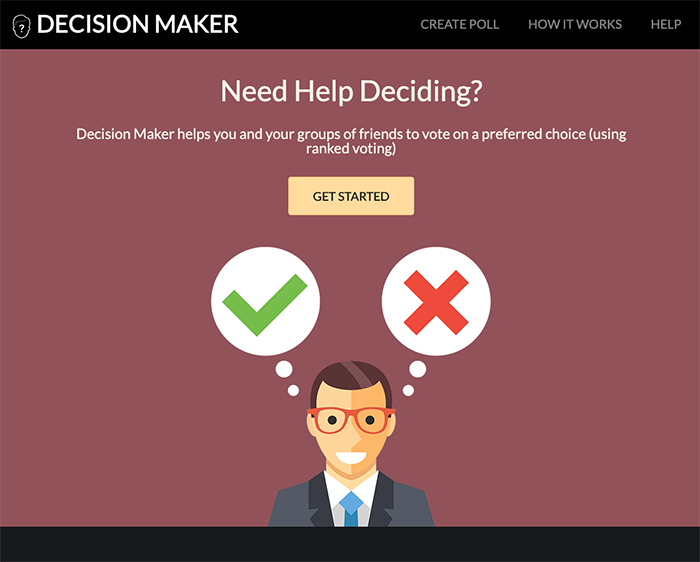 ?
DECISION MAKER
CREATE POLL
HOW IT WORKS
HELP
Need Help Deciding?
Decision Maker helps you and your groups of friends to vote on a preferred choice (using
ranked voting)
GET STARTED